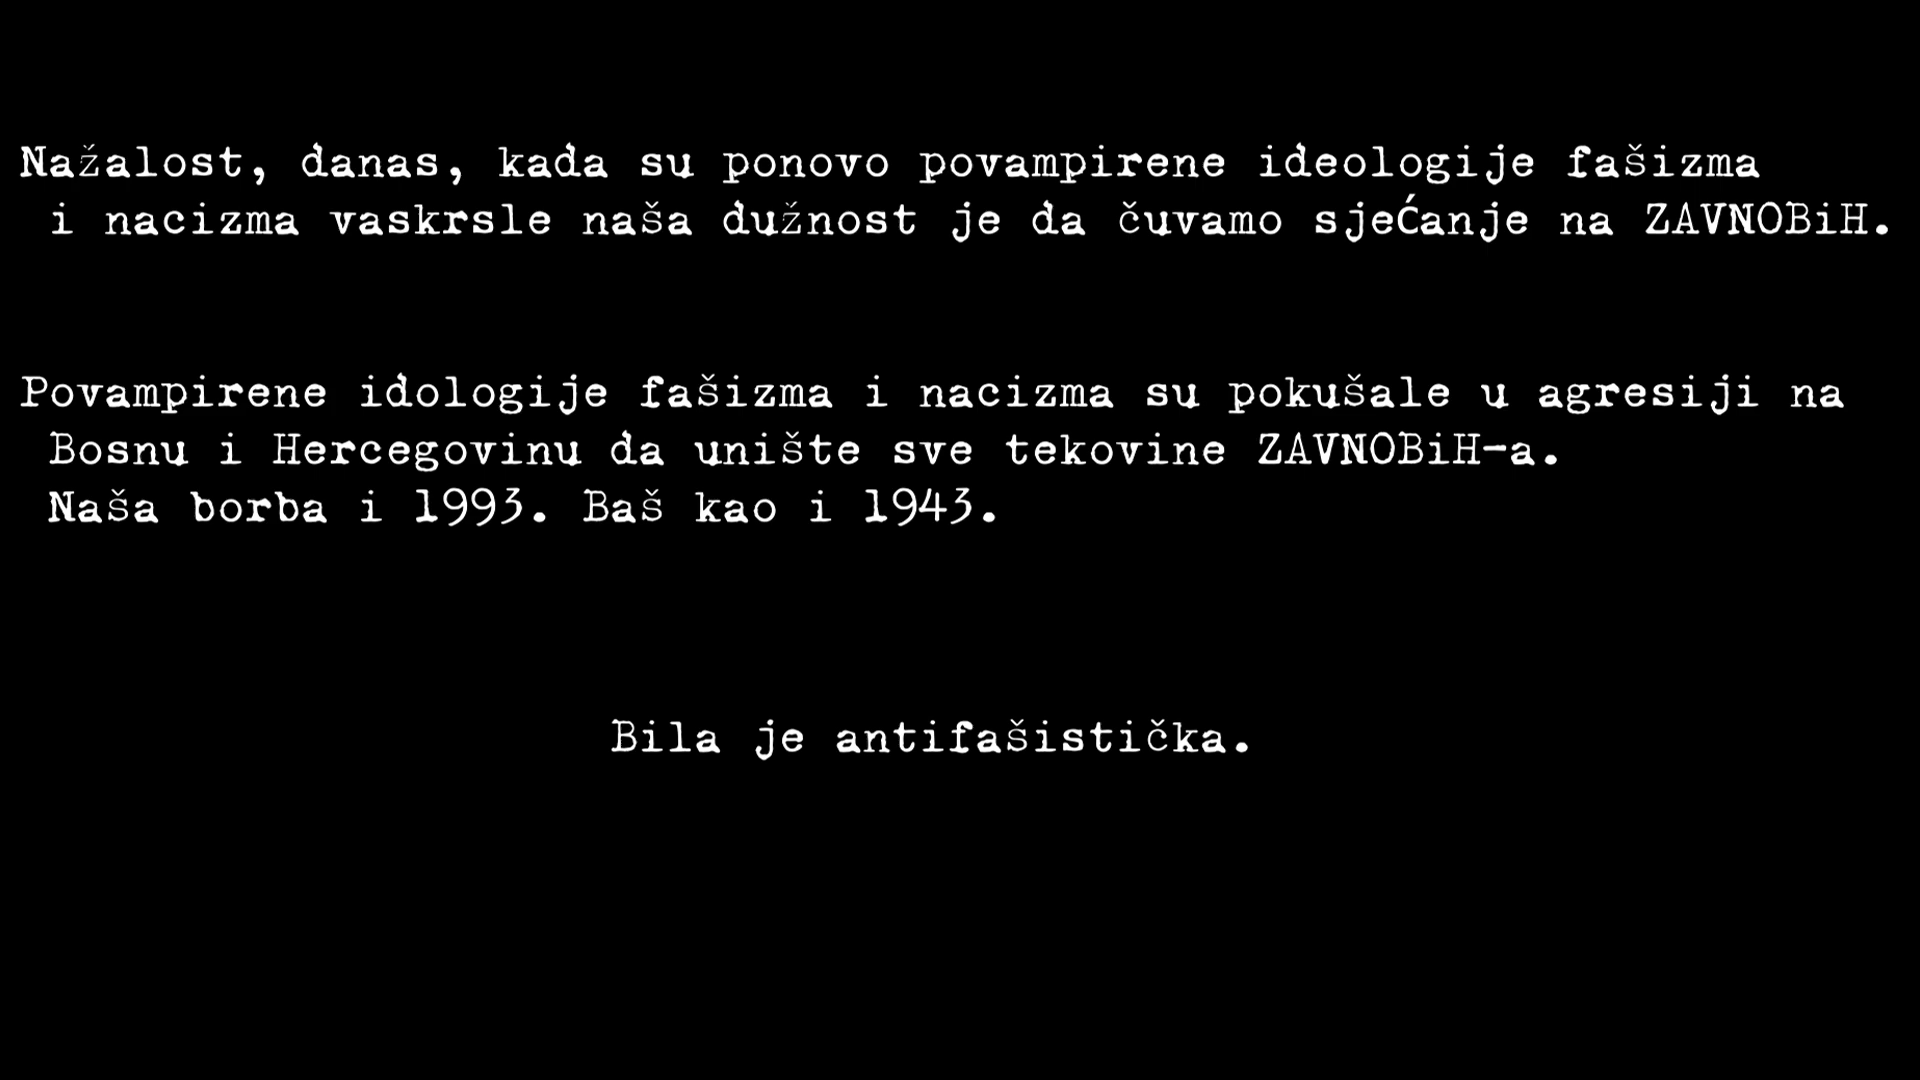 Nažalost, danas, kada su ponovo povampirene ideologije fašizma
i nacizma vaskrsle naša dužnost je da čuvamo sjećanje na ZAVNOBiH.
Povampirene idologije fašizma i nacizma su pokušale u agresiji na
Bosnu i Hercegovinu da unište sve tekovine ZAVNOBiH-a.
Naša borba i 1993. Baš kao i 1943.
Bila je antifašistička.